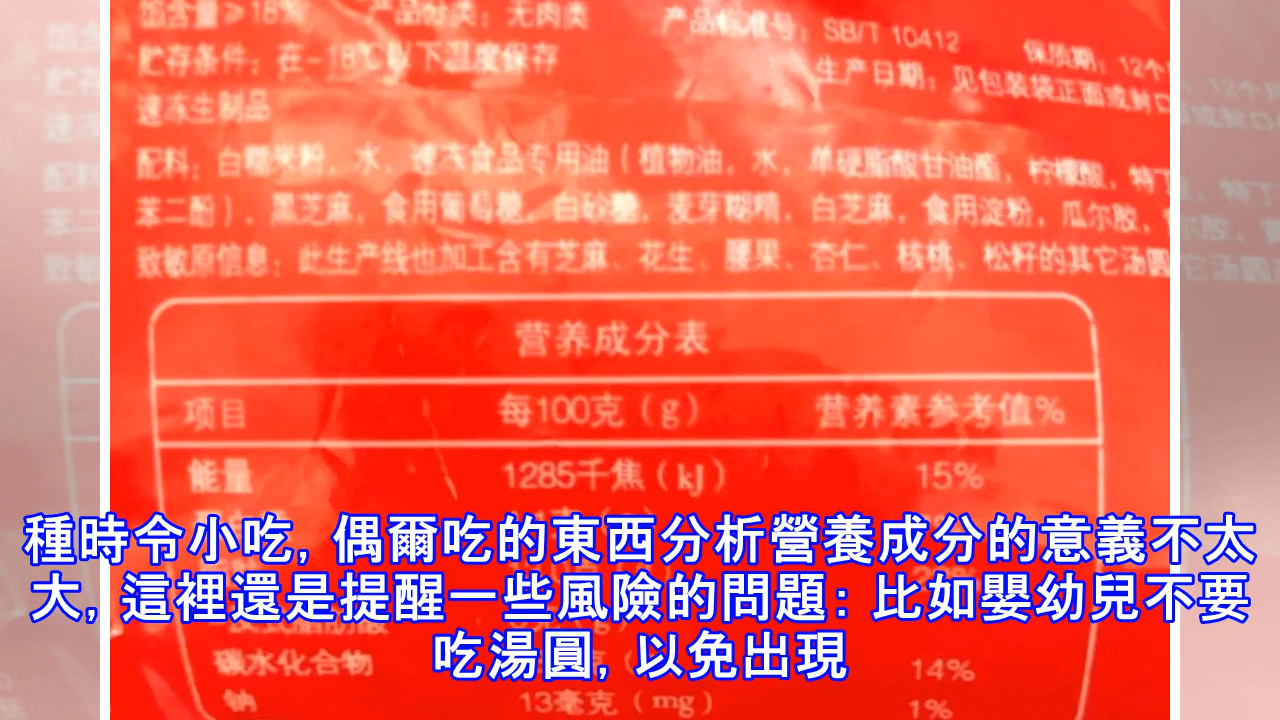 馅含量≥18% 产品分类：无肉类 产品标准号：SB/T 10412 保质期：12个
贮存条件：在-18℃以下温度保存 生产日期：见包装袋正面或封口
速冻生制品
配料：白糯米粉，水，速冻食品专用油（植物油，水，单硬脂酸甘油酯，柠檬酸，特丁
苯二酚），黑芝麻，食用葡萄糖，白砂糖，麦芽糊精，白芝麻，食用淀粉，瓜尔胶，
致敏原信息：此生产线也加工含有芝麻、花生、腰果、杏仁、核桃、松籽的其它汤圆
营养成分表
项目 每100克（g） 营养素参考值%
能量 1285千焦（kJ） 15%
種時令小吃, 偶爾吃的東西分析營養成分的意義不太
大, 這裡還是提醒一些風險的問題: 比如嬰幼兒不要
吃湯圓, 以免出現
碳水化合物 14%
钠 13毫克（mg） 1%